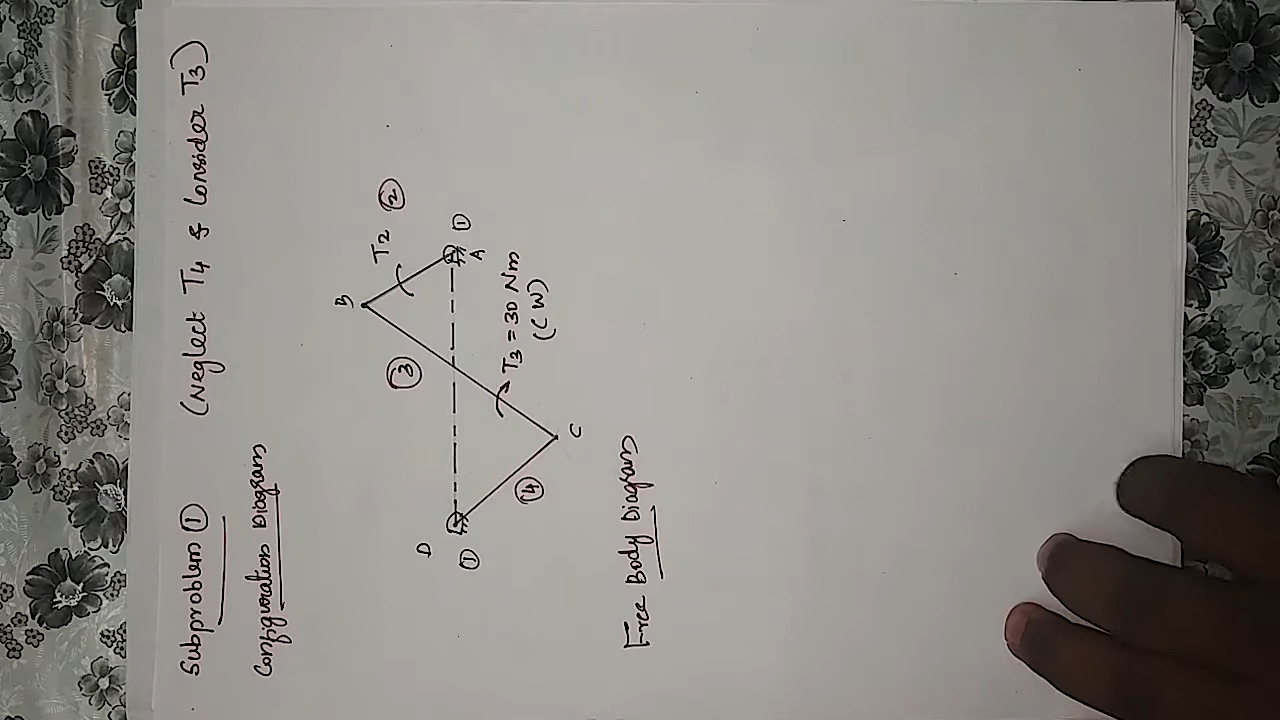 Subproblem ① (Neglect T4 & Consider T3)
Configuration Diagram
B
T2 ②
③
①
A
D
①
T3 = 30 Nm
(CW)
④
C
Free Body Diagram